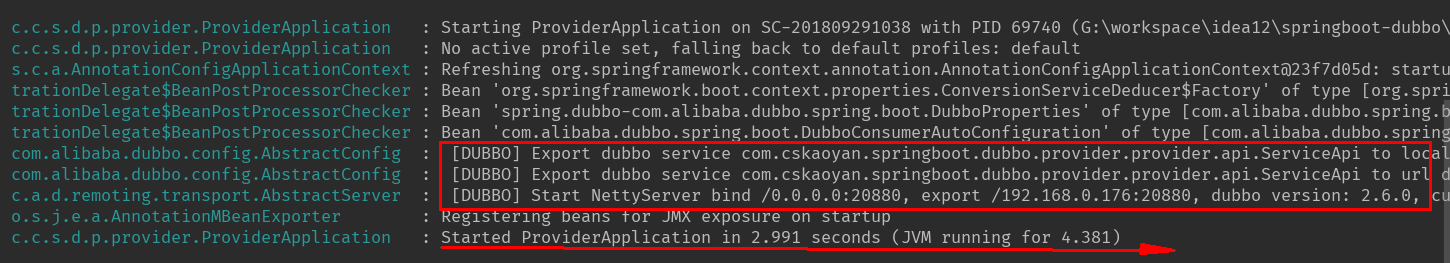 c.c.s.d.p.provider.ProviderApplication : Starting ProviderApplication on SC-201809291038 with PID 69740 (G:\workspace\idea12\springboot-dubbo\
c.c.s.d.p.provider.ProviderApplication : No active profile set, falling back to default profiles: default
s.c.a.AnnotationConfigApplicationContext : Refreshing org.springframework.context.annotation.AnnotationConfigApplicationContext@23f7d05d: startu
trationDelegate$BeanPostProcessorChecker : Bean 'org.springframework.boot.context.properties.ConversionServiceDeducer$Factory' of type [org.spri
trationDelegate$BeanPostProcessorChecker : Bean 'spring.dubbo-com.alibaba.dubbo.spring.boot.DubboProperties' of type [com.alibaba.dubbo.spring.b
trationDelegate$BeanPostProcessorChecker : Bean 'com.alibaba.dubbo.spring.boot.DubboConsumerAutoConfiguration' of type [com.alibaba.dubbo.spring
com.alibaba.dubbo.config.AbstractConfig : [DUBBO] Export dubbo service com.cskaoyan.springboot.dubbo.provider.provider.api.ServiceApi to local
com.alibaba.dubbo.config.AbstractConfig : [DUBBO] Export dubbo service com.cskaoyan.springboot.dubbo.provider.provider.api.ServiceApi to url d
c.a.d.remoting.transport.AbstractServer : [DUBBO] Start NettyServer bind /0.0.0.0:20880, export /192.168.0.176:20880, dubbo version: 2.6.0, cu
o.s.j.e.a.AnnotationMBeanExporter : Registering beans for JMX exposure on startup
c.c.s.d.p.provider.ProviderApplication : Started ProviderApplication in 2.991 seconds (JVM running for 4.381)